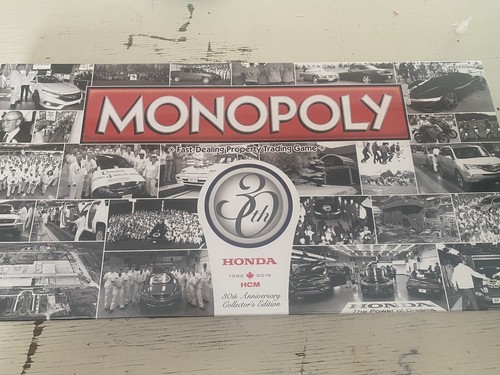 MONOPOLY
Fast-Dealing Property Trading Game
30th
HONDA
1986 2016
HCM
30th Anniversary
Collector's Edition
HONDA
The Power of Dreams